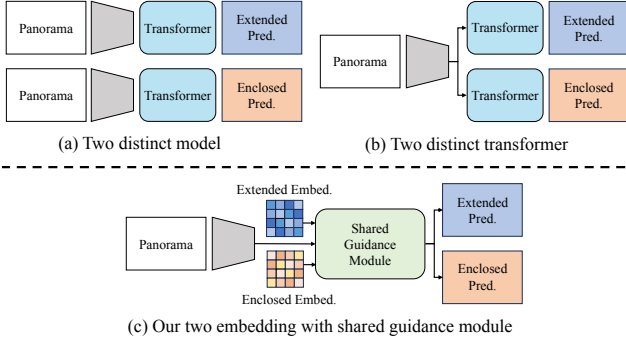 Panorama
Transformer
Extended
Pred.
Panorama
Transformer
Enclosed
Pred.
(a) Two distinct model
Panorama
Transformer
Extended
Pred.
Transformer
Enclosed
Pred.
(b) Two distinct transformer
Extended Embed.
Panorama
Enclosed Embed.
Shared
Guidance
Module
Extended
Pred.
Enclosed
Pred.
(c) Our two embedding with shared guidance module